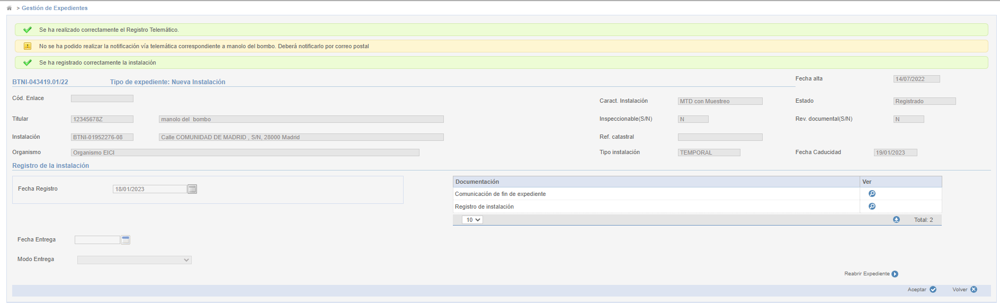 > Gestión de Expedientes
Se ha realizado correctamente el Registro Telemático.
No se ha podido realizar la notificación vía telemática correspondiente a manolo del bombo. Deberá notificarlo por correo postal
Se ha registrado correctamente la instalación
BTNI-043419.01/22 Tipo de expediente: Nueva Instalación Fecha alta 14/07/2022
Cód. Enlace Caract. Instalación MTD con Muestreo Estado Registrado
Titular 12345678Z manolo del bombo Inspeccionable(S/N) N Rev. documental(S/N) N
Instalación BTNI-01952276-08 Calle COMUNIDAD DE MADRID , S/N, 28000 Madrid Ref. catastral
Organismo Organismo EICI Tipo instalación TEMPORAL Fecha Caducidad 19/01/2023
Registro de la instalación
Fecha Registro 18/01/2023
Documentación Ver
Comunicación de fin de expediente
Registro de instalación
10 Total: 2
Fecha Entrega
Modo Entrega
Reabrir Expediente
Aceptar Volver